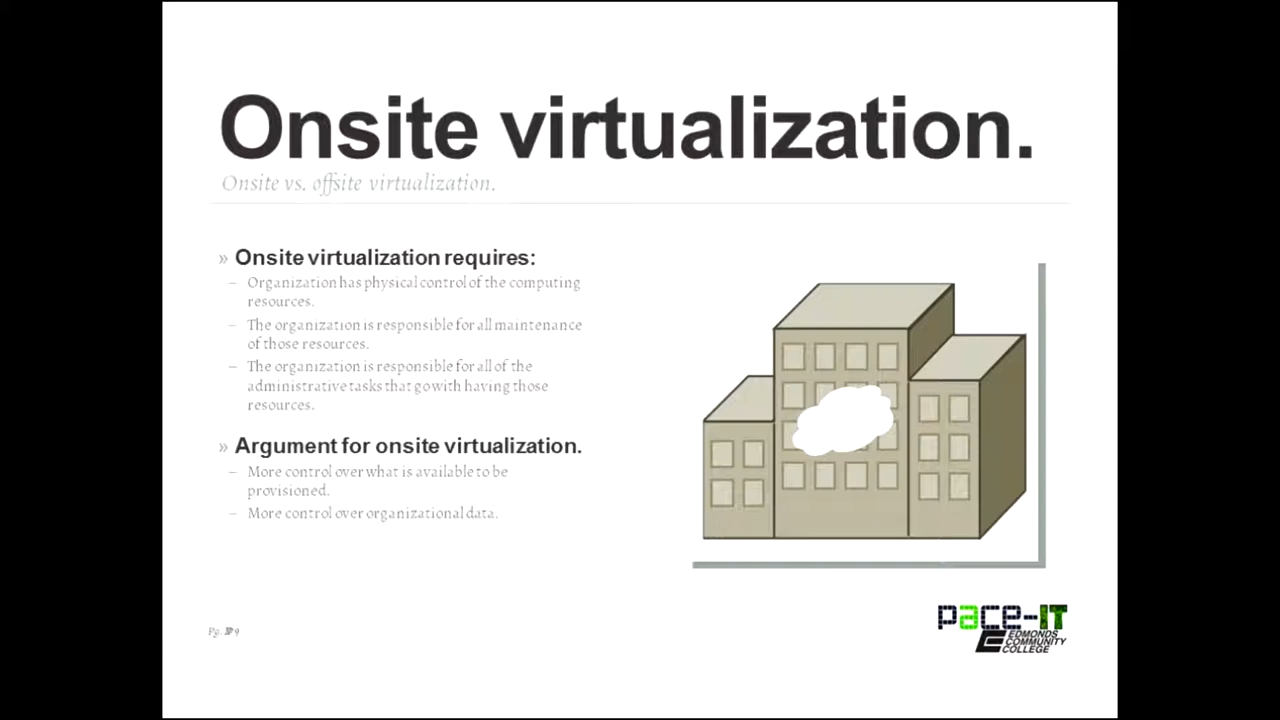 Onsite virtualization.
Onsite vs. offsite virtualization.
» Onsite virtualization requires:
– Organization has physical control of the computing
resources.
– The organization is responsible for all maintenance
of those resources.
– The organization is responsible for all of the
administrative tasks that go with having those
resources.
» Argument for onsite virtualization.
– More control over what is available to be
provisioned.
– More control over organizational data.
Pg. 9
pace-IT
EDMONDS
COMMUNITY
COLLEGE